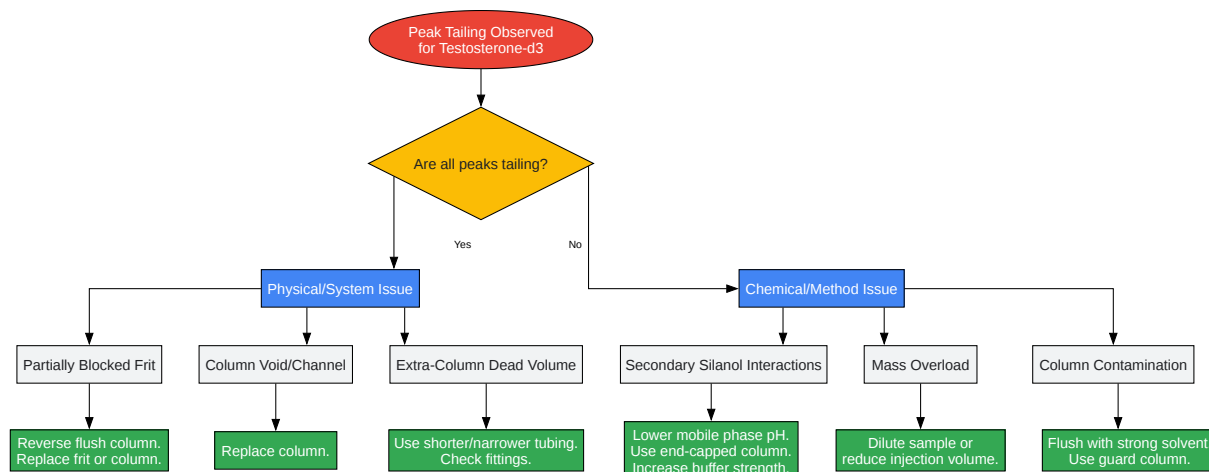 Peak Tailing Observed
for Testosterone-d3
Are all peaks tailing?
Yes
No
Physical/System Issue
Chemical/Method Issue
Partially Blocked Frit
Column Void/Channel
Extra-Column Dead Volume
Secondary Silanol Interactions
Mass Overload
Column Contamination
Reverse flush column.
Replace frit or column.
Replace column.
Use shorter/narrower tubing.
Check fittings.
Lower mobile phase pH.
Use end-capped column.
Increase buffer strength.
Dilute sample or
reduce injection volume.
Flush with strong solvent
Use guard column.